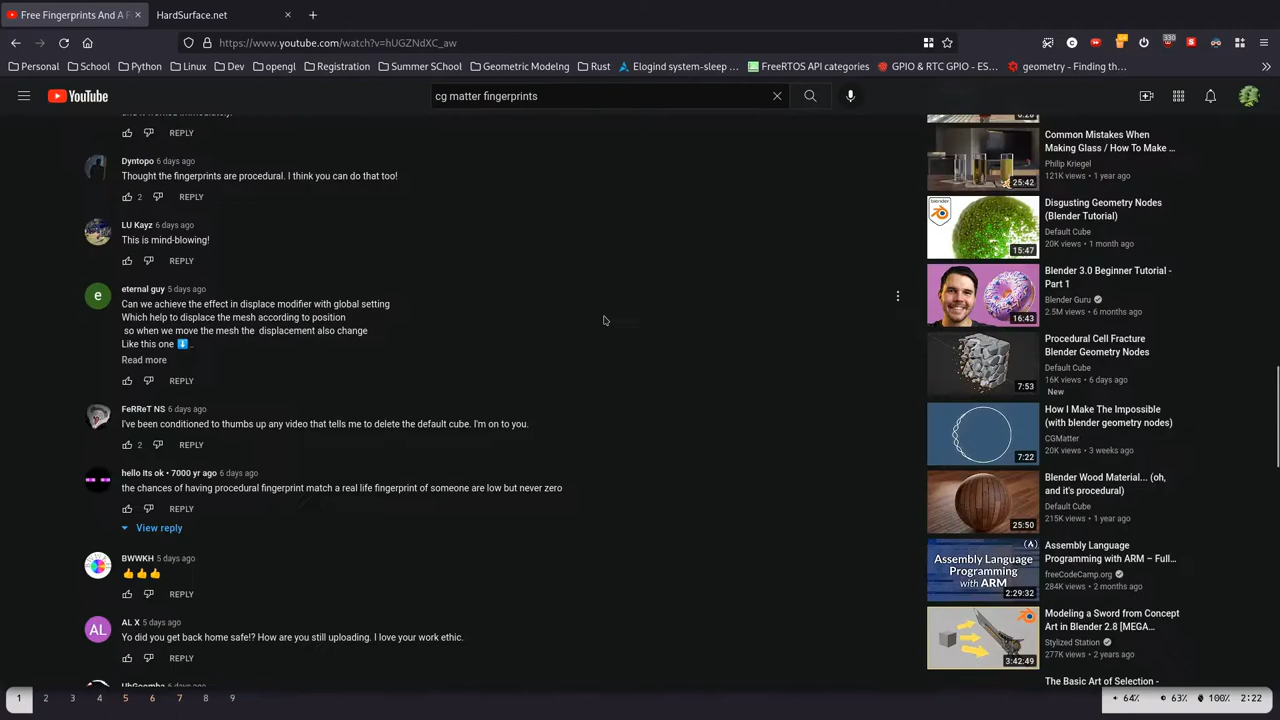 Free Fingerprints And A F
HardSurface.net
https://www.youtube.com/watch?v=hUGZNdXC_aw
330
Personal
School
Python
Linux
Dev
opengl
Registration
Summer SChool
Geometric Modeling
Rust
Elogind system-sleep ...
FreeRTOS API categories
GPIO & RTC GPIO - ES...
geometry - Finding th...
YouTube
cg matter fingerprints
Dyntopo 6 days ago
Thought the fingerprints are procedural. I think you can do that too!
2 REPLY
LU Kayz 6 days ago
This is mind-blowing!
REPLY
e
eternal guy 5 days ago
Can we achieve the effect in displace modifier with global setting
Which help to displace the mesh according to position
so when we move the mesh the displacement also change
Like this one ⬇
Read more
REPLY
FeRReT NS 6 days ago
I've been conditioned to thumbs up any video that tells me to delete the default cube. I'm on to you.
2 REPLY
hello Its ok • 7000 yr ago 6 days ago
the chances of having procedural fingerprint match a real life fingerprint of someone are low but never zero
REPLY
View reply
BWWKH 5 days ago
👍👍👍
REPLY
AL
AL X 5 days ago
Yo did you get back home safe!? How are you still uploading. I love your work ethic.
REPLY
Common Mistakes When
Making Glass / How To Make ...
Philip Kriegel
121K views • 1 year ago
25:42
blender
Disgusting Geometry Nodes
(Blender Tutorial)
Default Cube
20K views • 1 month ago
15:47
Blender 3.0 Beginner Tutorial -
Part 1
Blender Guru
2.5M views • 6 months ago
16:43
Procedural Cell Fracture
Blender Geometry Nodes
Default Cube
16K views • 6 days ago
New
7:53
How I Make The Impossible
(with blender geometry nodes)
CGMatter
20K views • 3 weeks ago
7:22
Blender Wood Material... (oh,
and it's procedural)
Default Cube
215K views • 1 year ago
25:50
Assembly Language
Programming
with ARM
Assembly Language
Programming with ARM – Full...
freeCodeCamp.org
284K views • 2 months ago
2:29:32
Modeling a Sword from Concept
Art in Blender 2.8 [MEGA...
Stylized Station
277K views • 2 years ago
3:42:49
The Basic Art of Selection -
1 2 3 4 5 6 7 8 9
64% 63% 100% 2:22